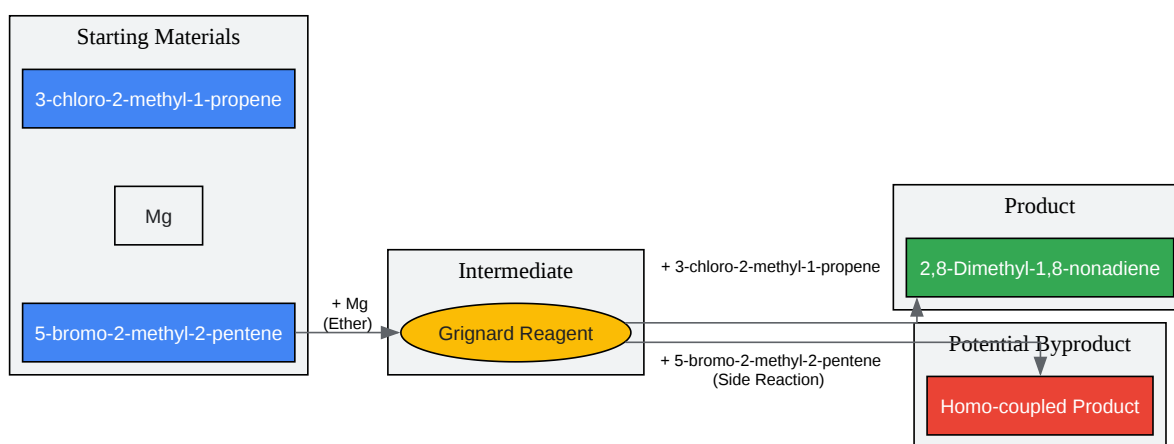 Starting Materials
3-chloro-2-methyl-1-propene
Mg
5-bromo-2-methyl-2-pentene
+ Mg
(Ether)
Intermediate
Grignard Reagent
+ 3-chloro-2-methyl-1-propene
+ 5-bromo-2-methyl-2-pentene
(Side Reaction)
Product
2,8-Dimethyl-1,8-nonadiene
Potential Byproduct
Homo-coupled Product